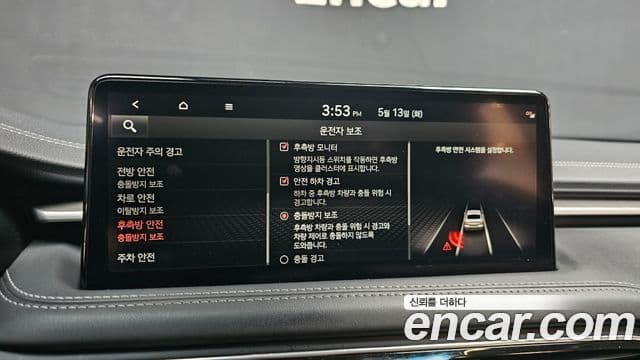 Encar
3:53 PM
5월 13일 (화)
운전자 보조
운전자 주의 경고
전방 안전
충돌방지 보조
차로 안전
이탈방지 보조
후측방 안전
충돌방지 보조
주차 안전
후측방 모니터
방향지시등 스위치를 작동하면 후측방
영상을 클러스터에 표시합니다.
안전 하차 경고
하차 중 후측방 차량과 충돌 위험 시
경고합니다.
충돌방지 보조
후측방 차량과 충돌 위험 시 경고와
차량 제어로 충돌하지 않도록
도와줍니다.
충돌 경고
후측방 안전 시스템을 설정합니다.
신뢰를 더하다
encar.com